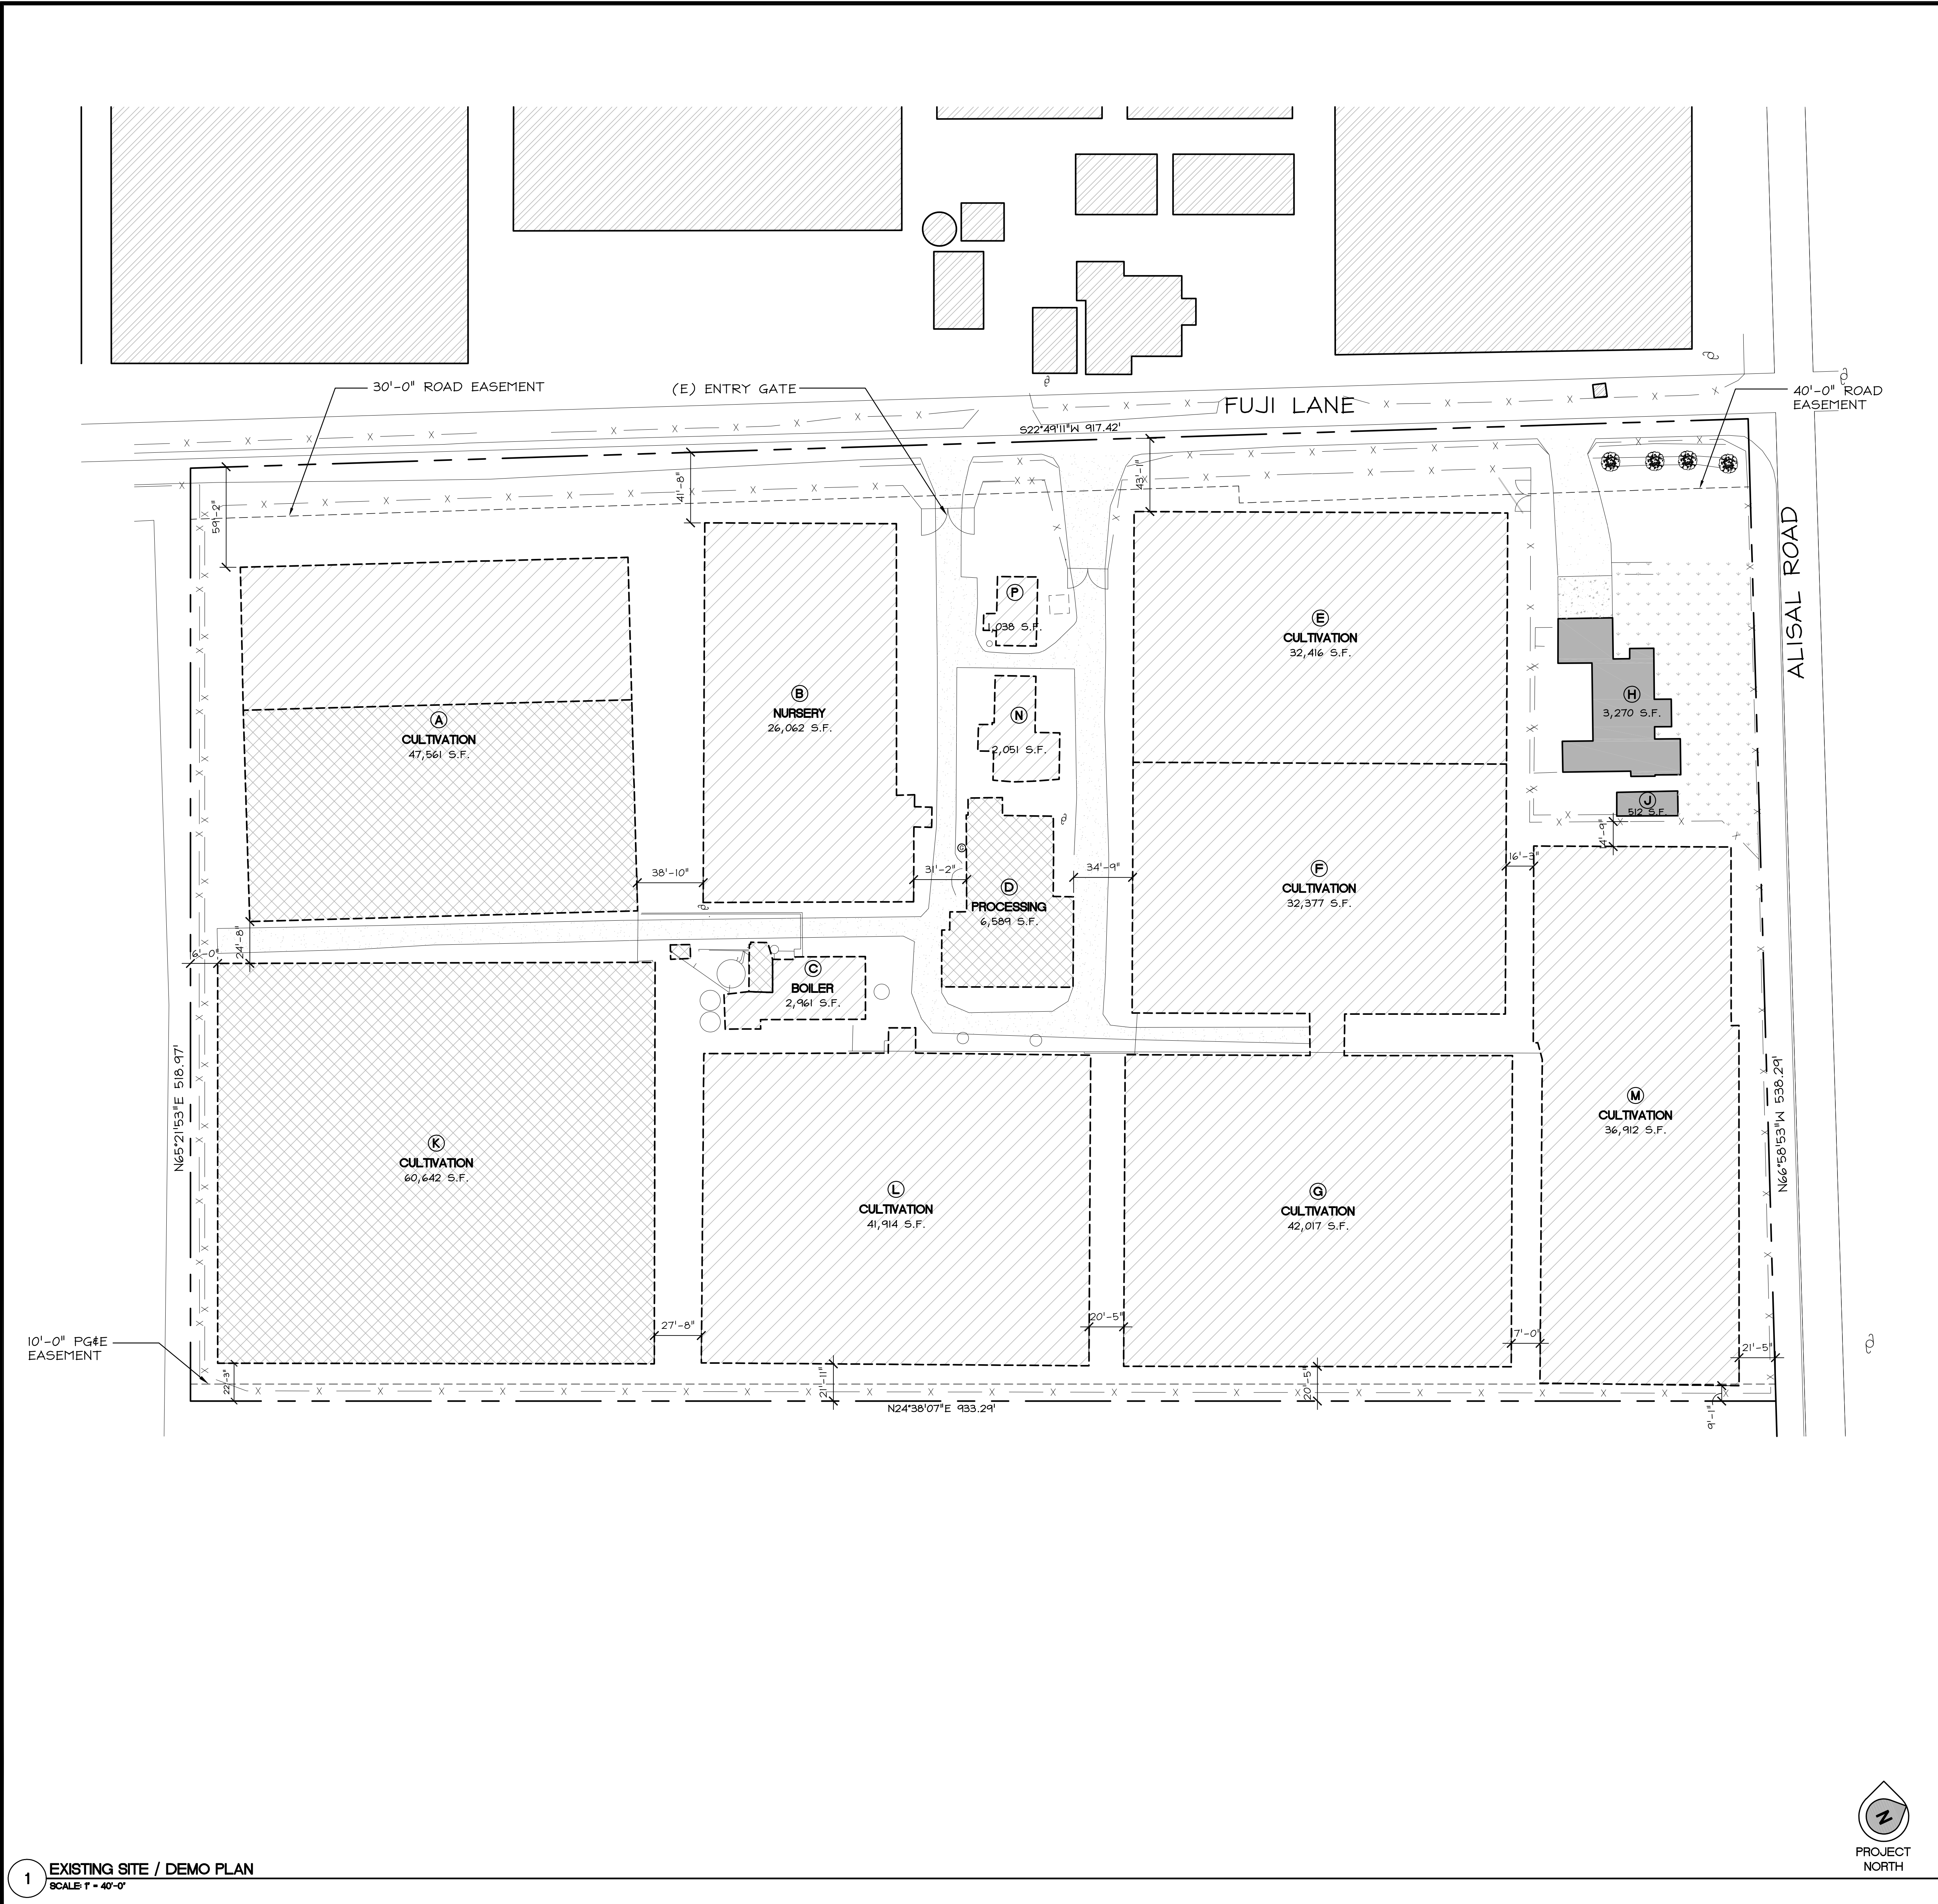 30'-0" ROAD EASEMENT
(E) ENTRY GATE
FUJI LANE
40'-0" ROAD
EASEMENT
S22°49'11"W 917.42'
59'-2"
41'-8"
43'-1"
ALISAL ROAD
P
1,038 S.F.
E
CULTIVATION
32,416 S.F.
A
CULTIVATION
47,561 S.F.
B
NURSERY
26,062 S.F.
N
2,051 S.F.
H
3,270 S.F.
J
512 S.F.
14'-9"
38'-10"
31'-2"
34'-9"
16'-3"
D
PROCESSING
6,589 S.F.
F
CULTIVATION
32,377 S.F.
24'-8"
16'-0"
C
BOILER
2,961 S.F.
N65°21'53"E 518.97'
K
CULTIVATION
60,642 S.F.
L
CULTIVATION
41,914 S.F.
G
CULTIVATION
42,017 S.F.
M
CULTIVATION
36,912 S.F.
N66°58'53"W 538.29'
10'-0" PG&E
EASEMENT
27'-8"
20'-5"
7'-0"
21'-5"
22'-3"
21'-11"
20'-5"
9'-1"
N24°38'07"E 933.29'
N
PROJECT
NORTH
1
EXISTING SITE / DEMO PLAN
SCALE: 1" = 40'-0"